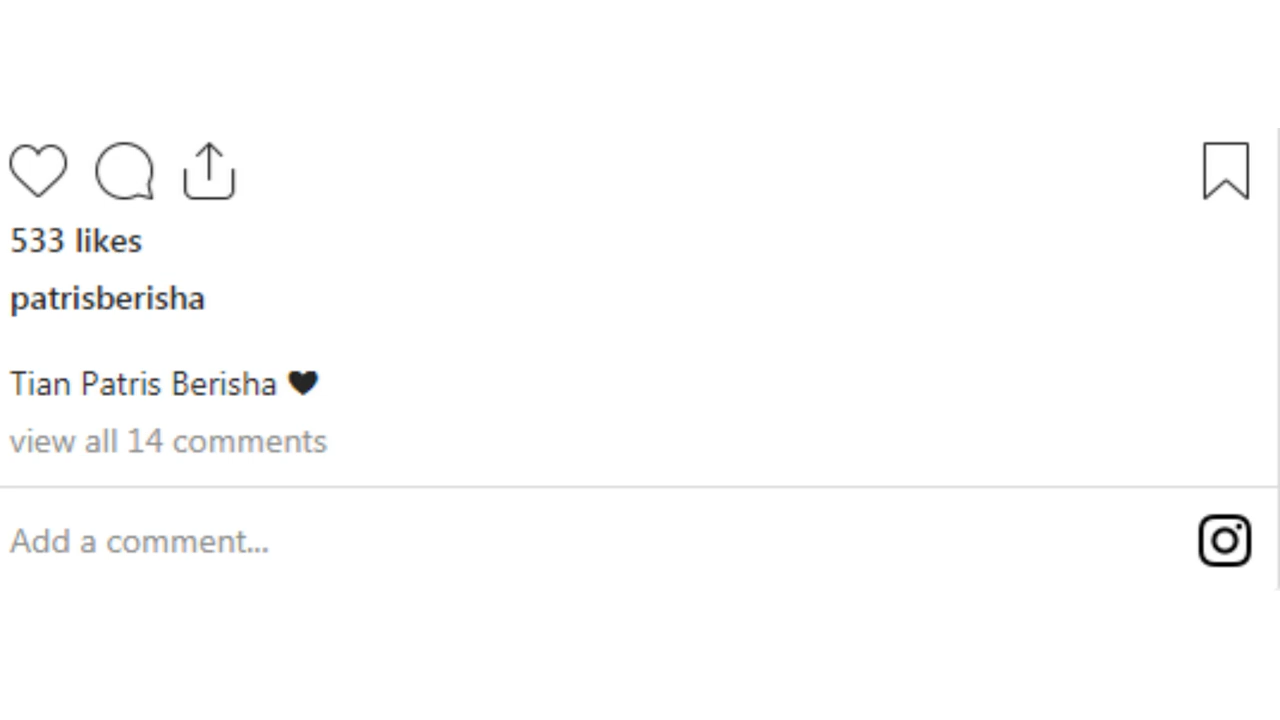 533 likes
patrisberisha
Tian Patris Berisha 🖤
view all 14 comments
Add a comment...